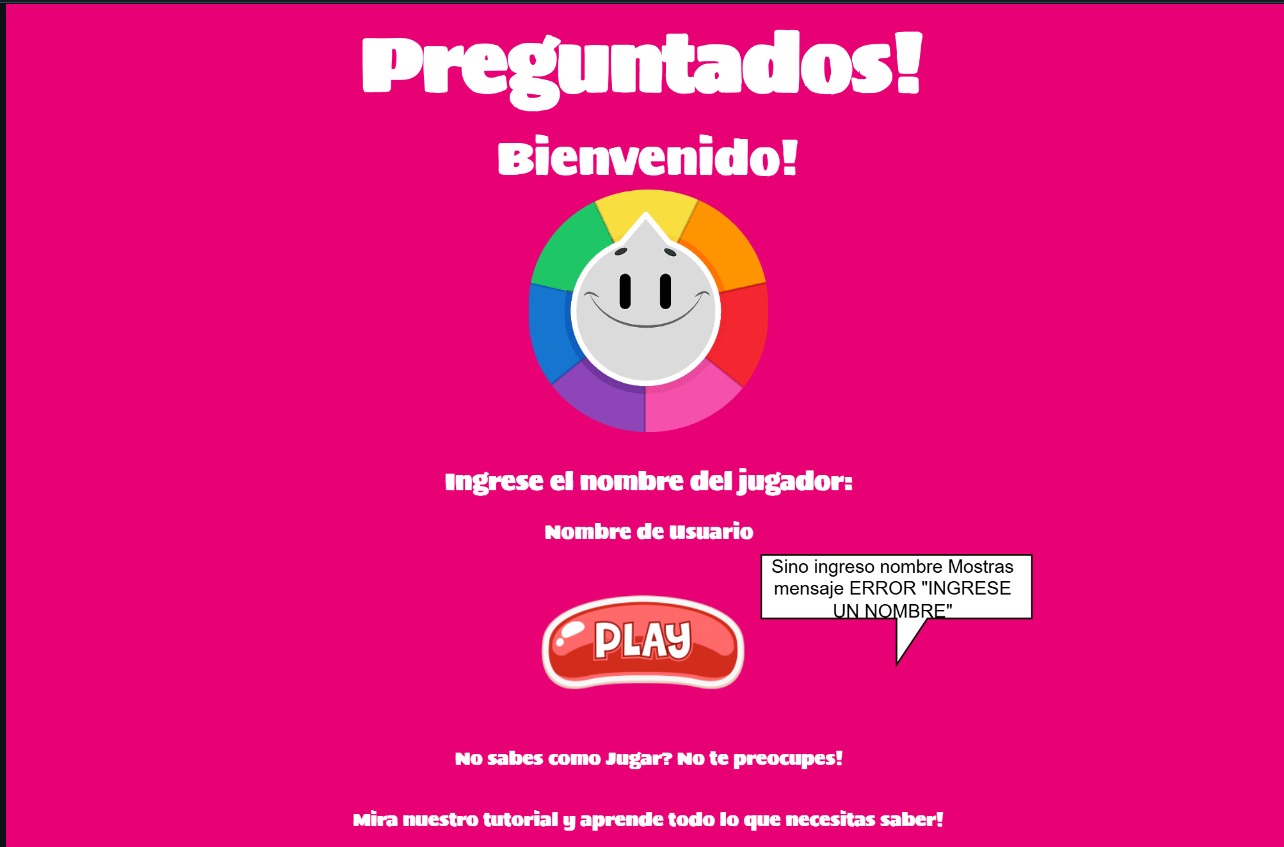 Preguntados!
Bienvenido!
Ingrese el nombre del jugador:
Nombre de Usuario
Sino ingreso nombre Mostras
mensaje ERROR "INGRESE
UN NOMBRE"
PLAY
No sabes como Jugar? No te preocupes!
Mira nuestro tutorial y aprende todo lo que necesitas saber!